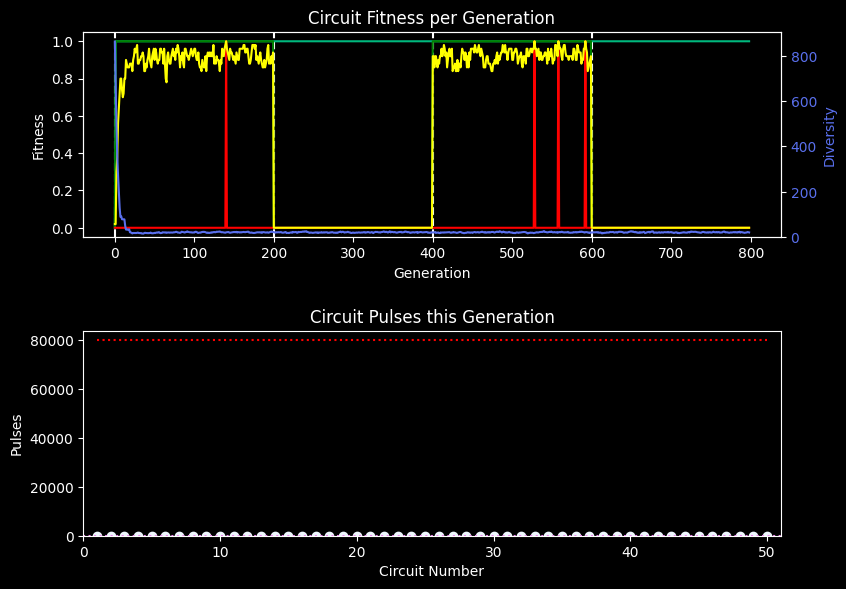 Circuit Fitness per Generation
1.0
0.8
0.6
0.4
0.2
0.0
Fitness
800
600
400
200
0
Diversity
0 100 200 300 400 500 600 700 800
Generation
Circuit Pulses this Generation
80000
60000
40000
20000
0
Pulses
0 10 20 30 40 50
Circuit Number